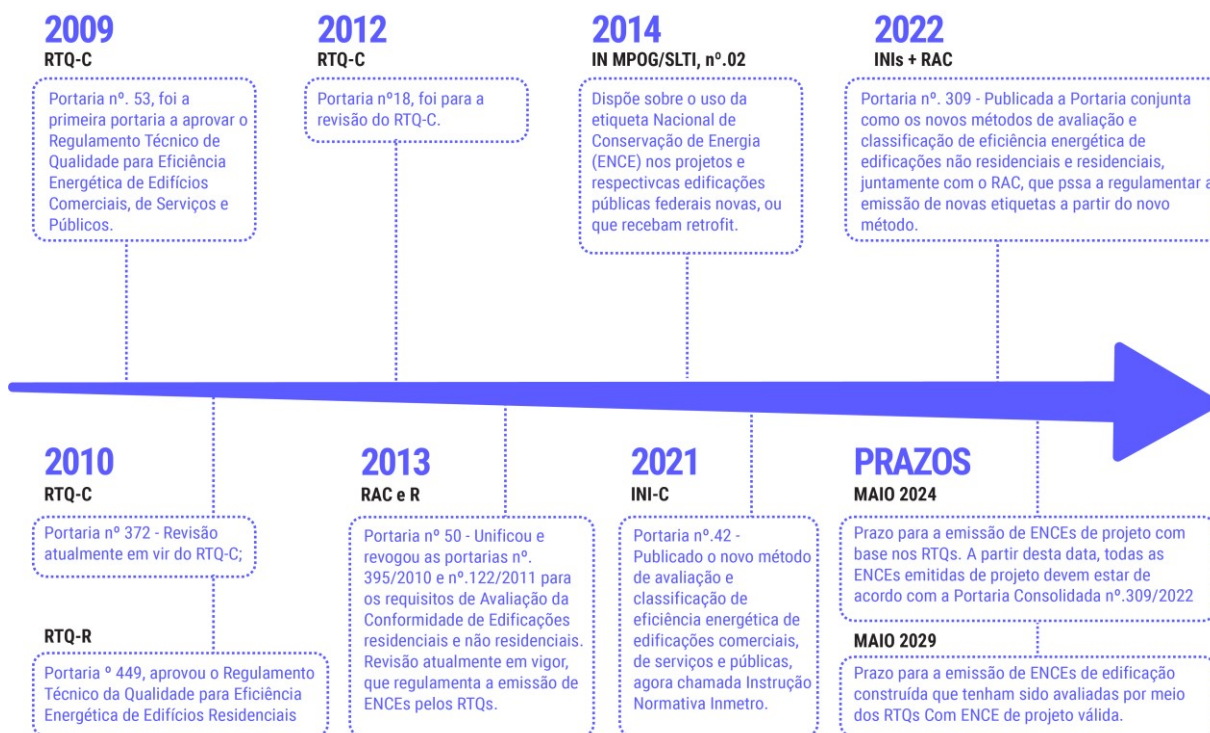 2009
RTQ-C
Portaria nº. 53, foi a
primeira portaria a aprovar o
Regulamento Técnico de
Qualidade para Eficiência
Energética de Edifícios
Comerciais, de Serviços e
Públicos.
2012
RTQ-C
Portaria nº18, foi para a
revisão do RTQ-C.
2014
IN MPOG/SLTI, nº.02
Dispõe sobre o uso da
etiqueta Nacional de
Conservação de Energia
(ENCE) nos projetos e
respectivcas edificações
públicas federais novas, ou
que recebam retrofit.
2022
INIs + RAC
Portaria nº. 309 - Publicada a Portaria conjunta
como os novos métodos de avaliação e
classificação de eficiência energética de
edificações não residenciais e residenciais,
juntamente com o RAC, que pssa a regulamentar a
emissão de novas etiquetas a partir do novo
método.
2010
RTQ-C
Portaria nº 372 - Revisão
atualmente em vir do RTQ-C;
RTQ-R
Portaria º 449, aprovou o Regulamento
Técnico da Qualidade para Eficiência
Energética de Edifícios Residenciais
2013
RAC e R
Portaria nº 50 - Unificou e
revogou as portarias nº.
395/2010 e nº.122/2011 para
os requisitos de Avaliação da
Conformidade de Edificações
residenciais e não residenciais.
Revisão atualmente em vigor,
que regulamenta a emissão de
ENCEs pelos RTQs.
2021
INI-C
Portaria nº.42 -
Publicado o novo método
de avaliação e
classificação de
eficiência energética de
edificações comerciais,
de serviços e públicas,
agora chamada Instrução
Normativa Inmetro.
PRAZOS
MAIO 2024
Prazo para a emissão de ENCEs de projeto com
base nos RTQs. A partir desta data, todas as
ENCEs emitidas de projeto devem estar de
acordo com a Portaria Consolidada nº.309/2022
MAIO 2029
Prazo para a emissão de ENCEs de edificação
construída que tenham sido avaliadas por meio
dos RTQs Com ENCE de projeto válida.